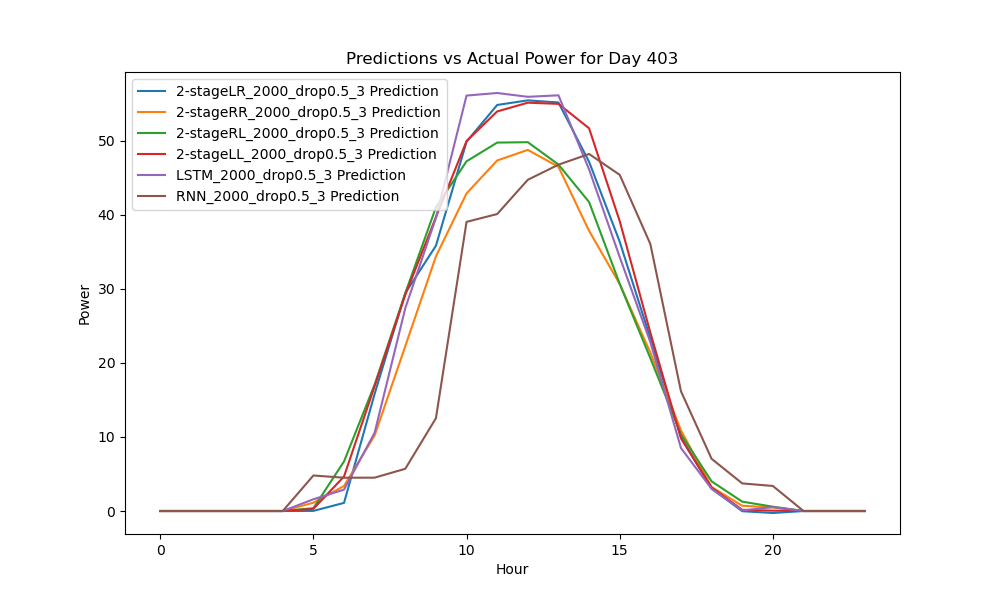 Predictions vs Actual Power for Day 403
2-stageLR_2000_drop0.5_3 Prediction
2-stageRR_2000_drop0.5_3 Prediction
2-stageRL_2000_drop0.5_3 Prediction
2-stageLL_2000_drop0.5_3 Prediction
LSTM_2000_drop0.5_3 Prediction
RNN_2000_drop0.5_3 Prediction
Power
50
40
30
20
10
0
0 5 10 15 20
Hour